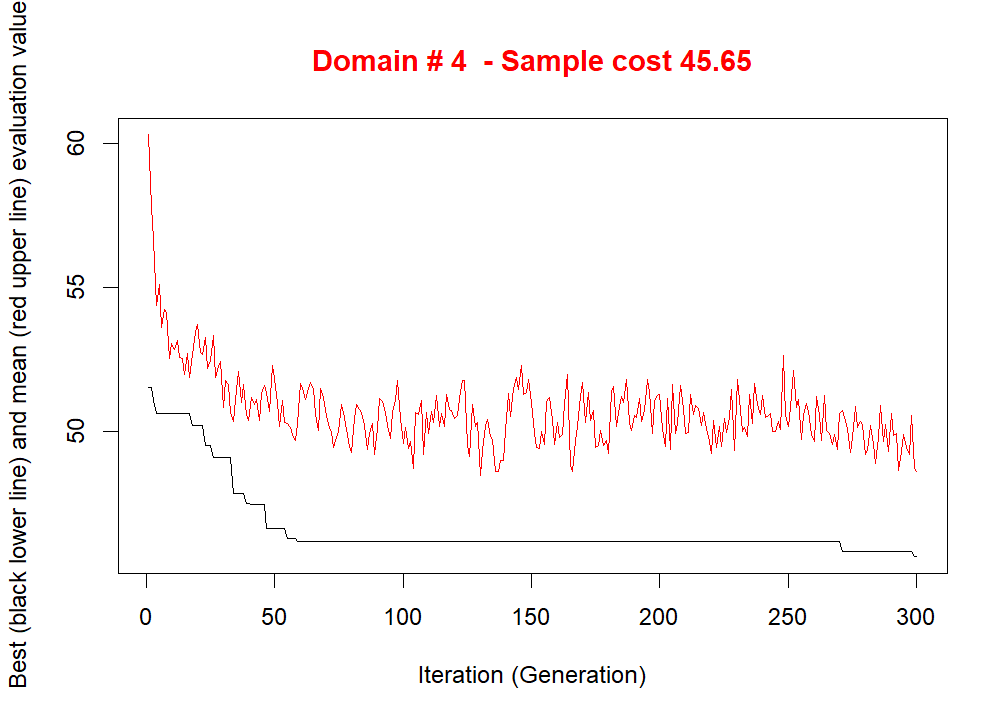 Domain # 4  - Sample cost 45.65
Best (black lower line) and mean (red upper line) evaluation value
60
55
50
0 50 100 150 200 250 300
Iteration (Generation)